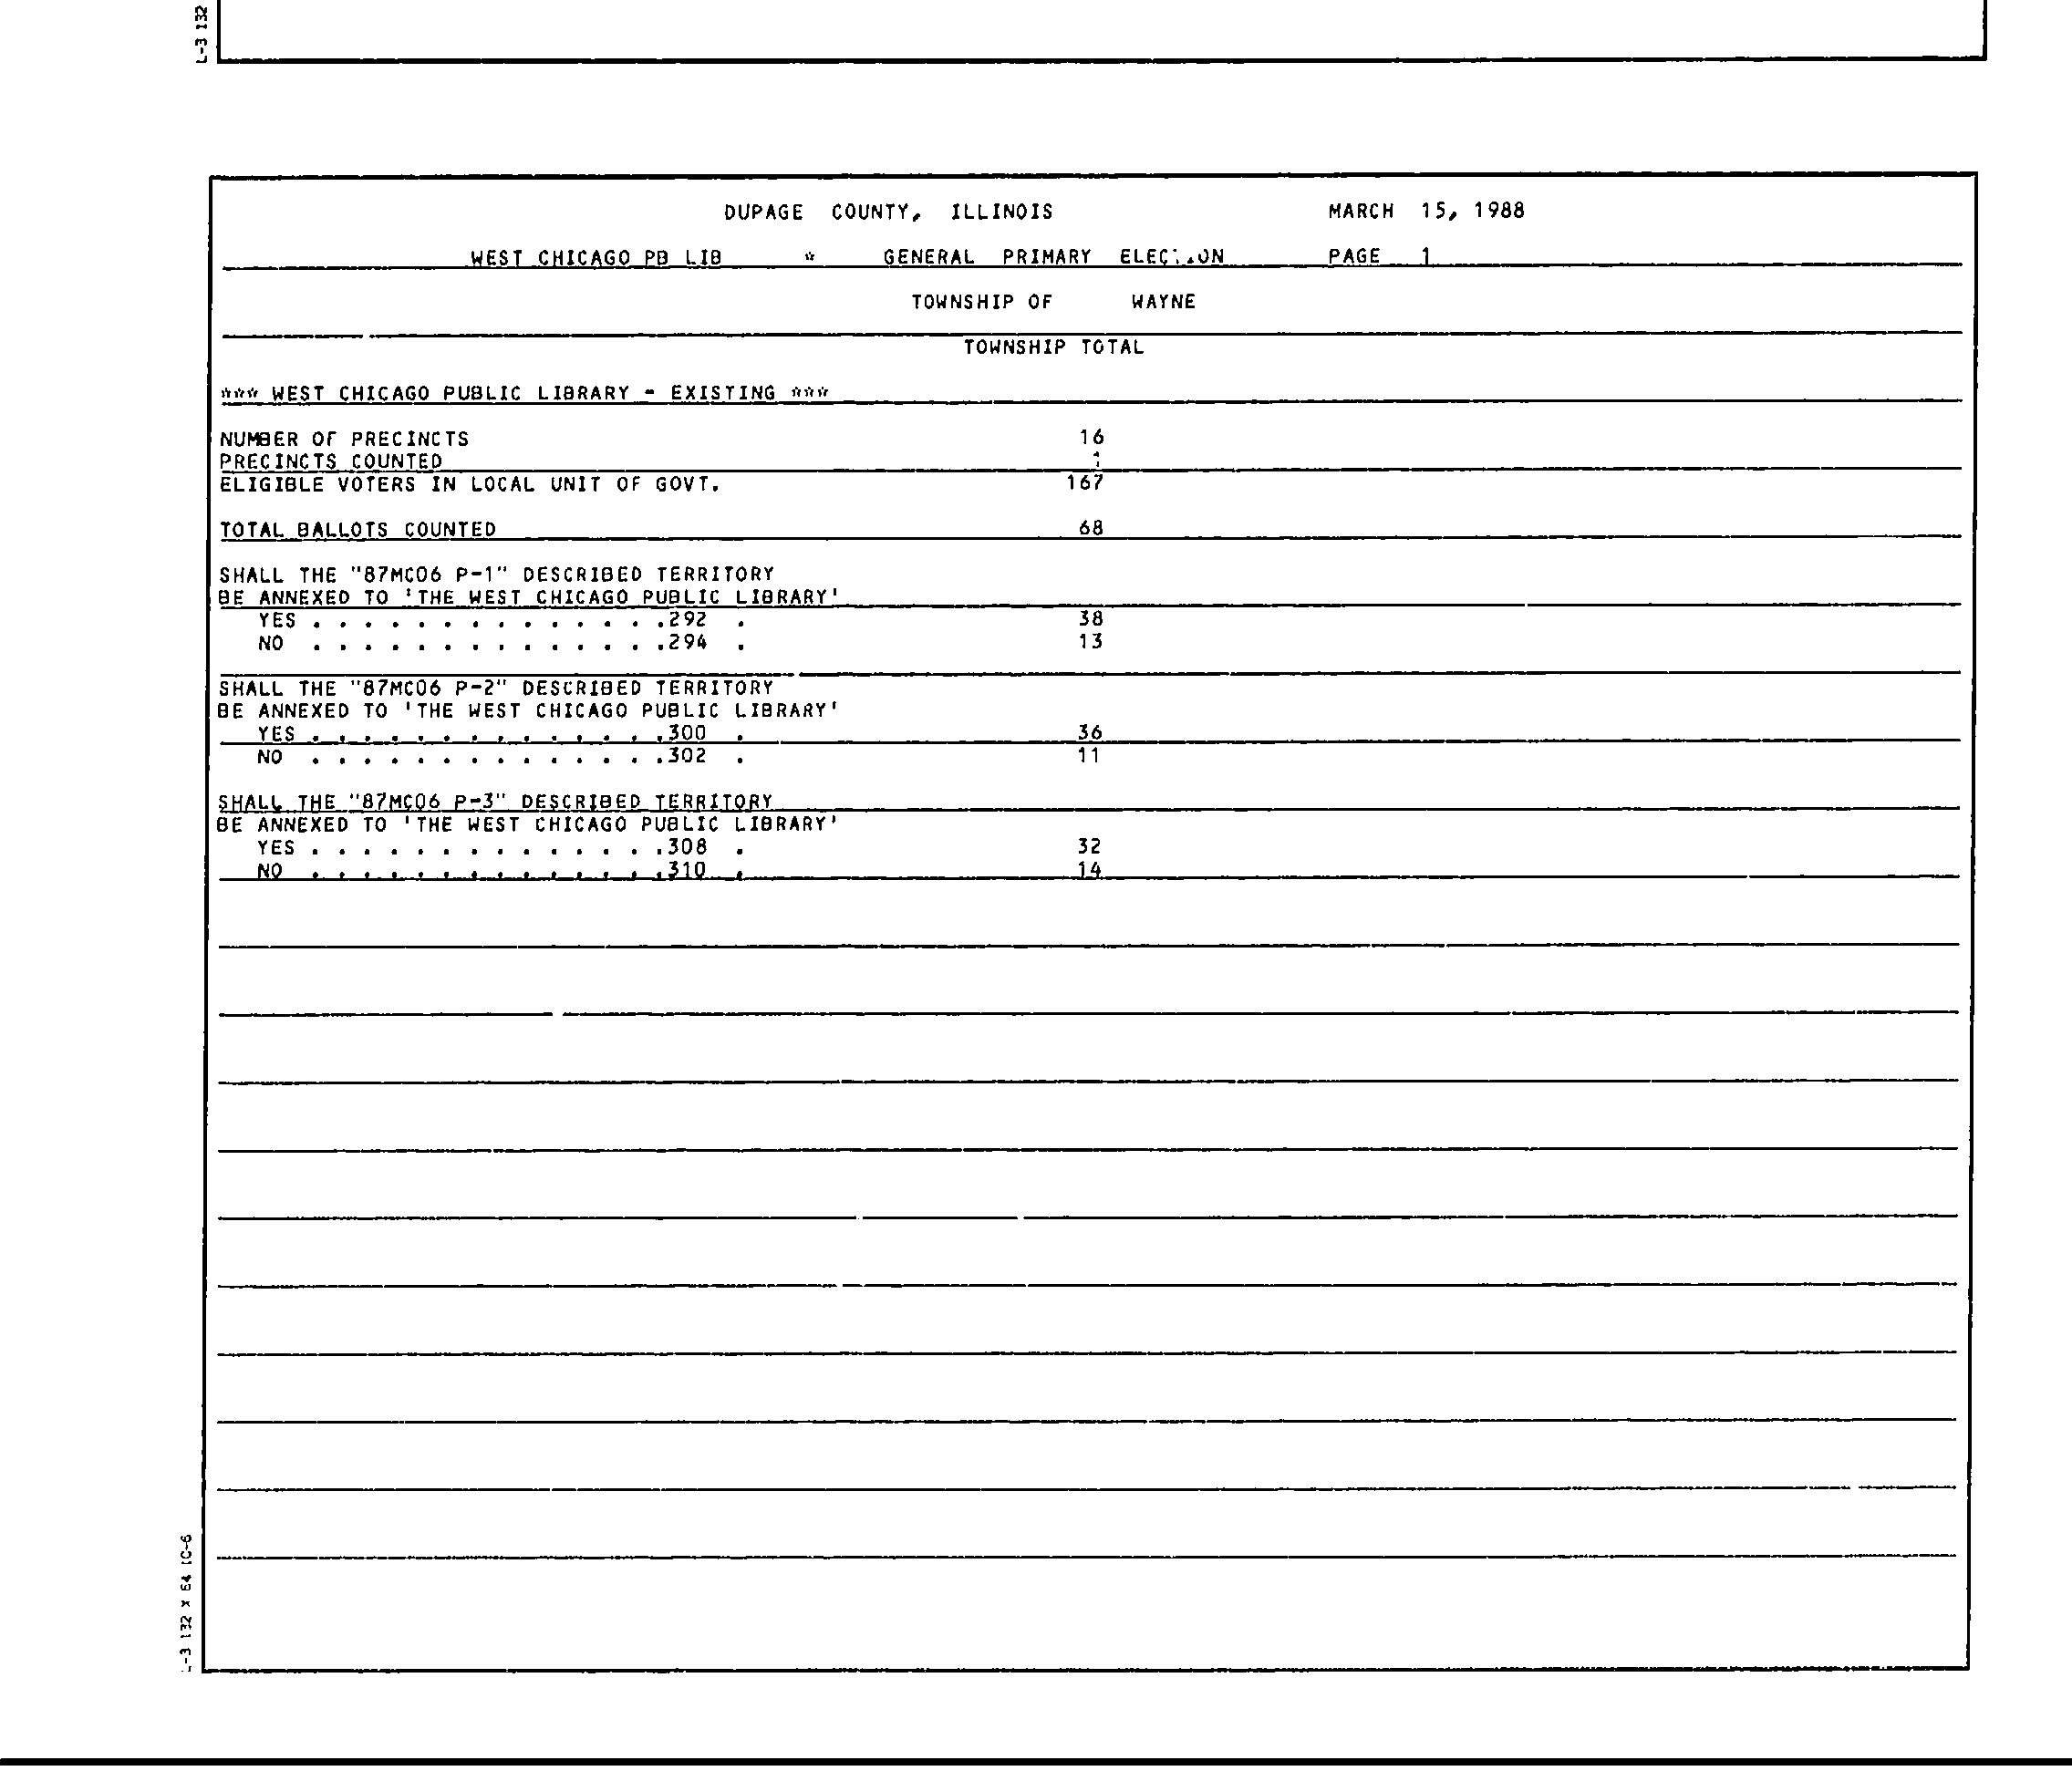 L-3 132
DUPAGE COUNTY, ILLINOIS MARCH 15, 1988
WEST CHICAGO PB LIB * GENERAL PRIMARY ELECTION PAGE 1
TOWNSHIP OF WAYNE
TOWNSHIP TOTAL
*** WEST CHICAGO PUBLIC LIBRARY - EXISTING ***
NUMBER OF PRECINCTS 16
PRECINCTS COUNTED 1
ELIGIBLE VOTERS IN LOCAL UNIT OF GOVT. 167
TOTAL BALLOTS COUNTED 68
SHALL THE "87MC06 P-1" DESCRIBED TERRITORY
BE ANNEXED TO 'THE WEST CHICAGO PUBLIC LIBRARY'
YES . . . . . . . . . . . . . .292 . 38
NO . . . . . . . . . . . . . .294 . 13
SHALL THE "87MC06 P-2" DESCRIBED TERRITORY
BE ANNEXED TO 'THE WEST CHICAGO PUBLIC LIBRARY'
YES . . . . . . . . . . . . . .300 . 36
NO . . . . . . . . . . . . . .302 . 11
SHALL THE "87MC06 P-3" DESCRIBED TERRITORY
BE ANNEXED TO 'THE WEST CHICAGO PUBLIC LIBRARY'
YES . . . . . . . . . . . . . .308 . 32
NO . . . . . . . . . . . . . .310 . 14
L-3 132 X 64 IC-6